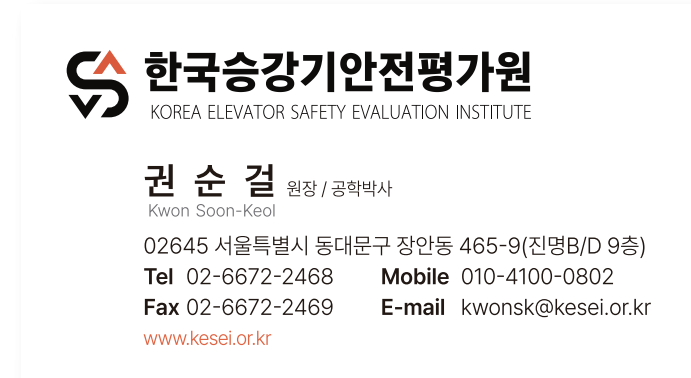 한국승강기안전평가원
KOREA ELEVATOR SAFETY EVALUATION INSTITUTE
권 순 걸 원장 / 공학박사
Kwon Soon-Keol
02645 서울특별시 동대문구 장안동 465-9(진명B/D 9층)
Tel 02-6672-2468 Mobile 010-4100-0802
Fax 02-6672-2469 E-mail kwonsk@kesei.or.kr
www.kesei.or.kr